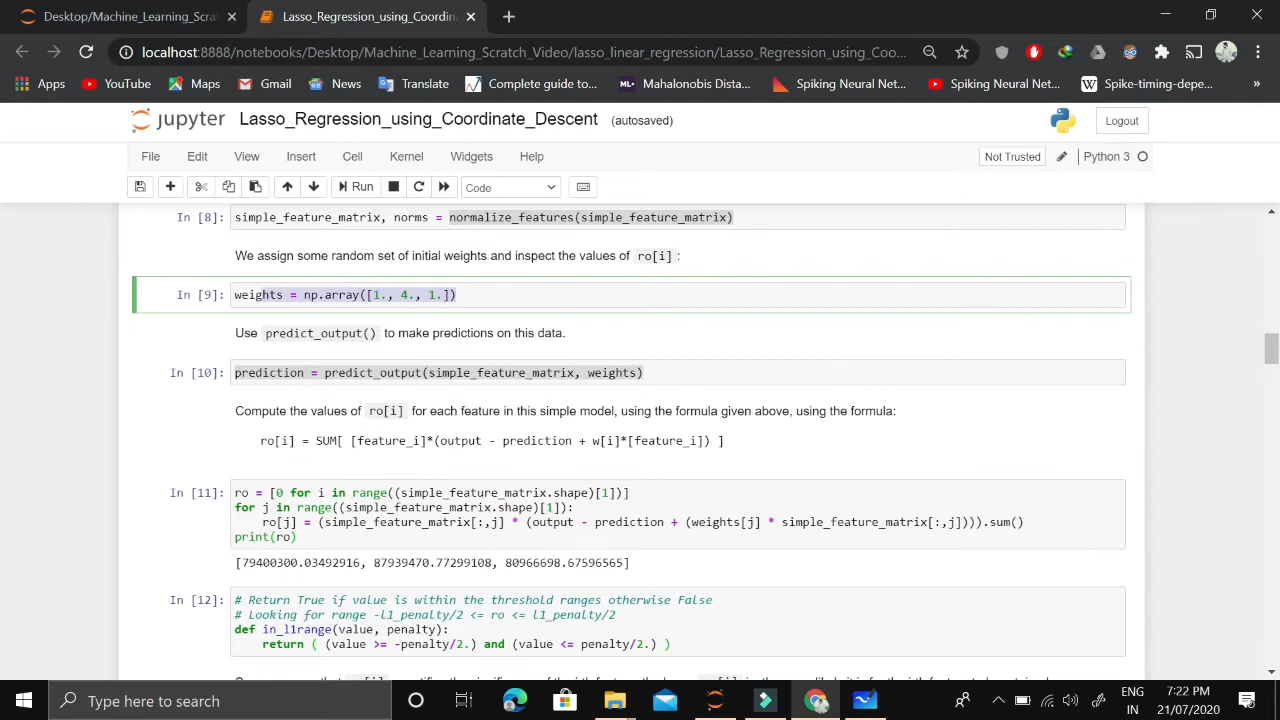 Desktop/Machine_Learning_Scrat
Lasso_Regression_using_Coordin
localhost:8888/notebooks/Desktop/Machine_Learning_Scratch_Video/lasso_linear_regression/Lasso_Regression_using_Coo...
Apps YouTube Maps Gmail News Translate Complete guide to... Mahalanobis Dista... Spiking Neural Net... Spiking Neural Net... Spike-timing-depe... »
jupyter Lasso_Regression_using_Coordinate_Descent (autosaved) Logout
File Edit View Insert Cell Kernel Widgets Help Not Trusted Python 3
Run Code
In [8]: simple_feature_matrix, norms = normalize_features(simple_feature_matrix)
We assign some random set of initial weights and inspect the values of ro[i] :
In [9]: weights = np.array([1., 4., 1.])
Use predict_output() to make predictions on this data.
In [10]: prediction = predict_output(simple_feature_matrix, weights)
Compute the values of ro[i] for each feature in this simple model, using the formula given above, using the formula:
ro[i] = SUM[ [feature_i]*(output - prediction + w[i]*[feature_i]) ]
In [11]: ro = [0 for i in range((simple_feature_matrix.shape)[1])]
for j in range((simple_feature_matrix.shape)[1]):
ro[j] = (simple_feature_matrix[:,j] * (output - prediction + (weights[j] * simple_feature_matrix[:,j]))).sum()
print(ro)
[79400300.03492916, 87939470.77299108, 80966698.67596565]
In [12]: # Return True if value is within the threshold ranges otherwise False
# Looking for range -l1_penalty/2 <= ro <= l1_penalty/2
def in_l1range(value, penalty):
return ( (value >= -penalty/2.) and (value <= penalty/2.) )
Type here to search
ENG
IN
7:22 PM
21/07/2020